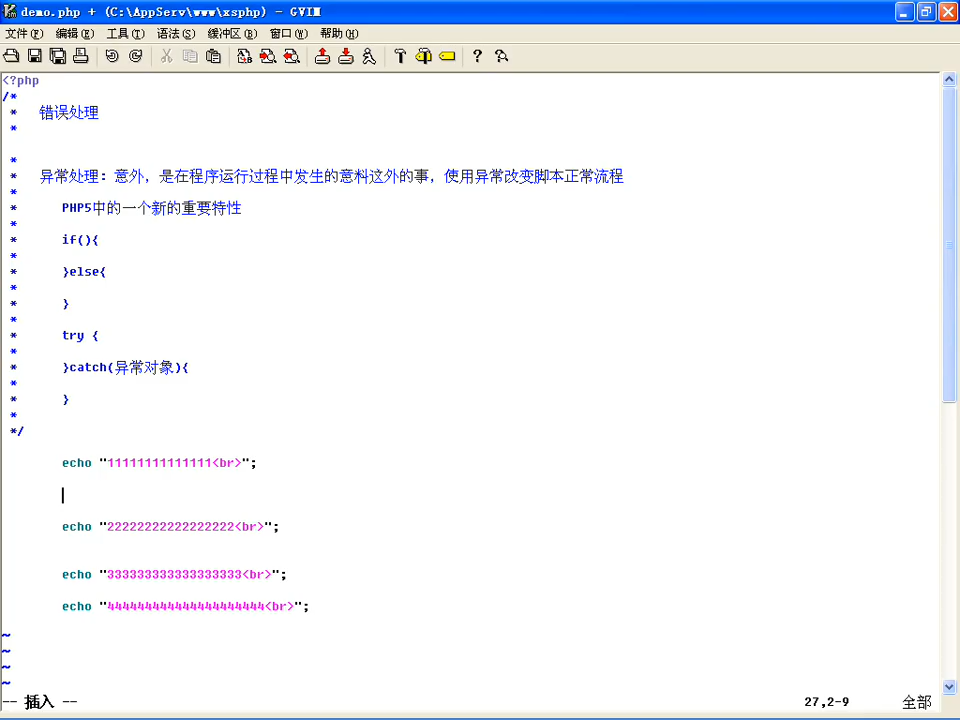 demo.php + (C:\AppServ\www\xsphp) - GVIM
文件(F) 编辑(E) 工具(T) 语法(S) 缓冲区(B) 窗口(W) 帮助(H)
<?php
/*
*   错误处理
*
*
*   异常处理：意外，是在程序运行过程中发生的意料这外的事，使用异常改变脚本正常流程
*
*      PHP5中的一个新的重要特性
*
*      if(){
*
*      }else{
*
*      }
*
*      try {
*
*      }catch(异常对象){
*
*      }
*
*/
echo "11111111111111<br>";
echo "22222222222222222<br>";
echo "333333333333333333<br>";
echo "444444444444444444444<br>";
~
~
~
~
-- 插入 --                27,2-9                全部